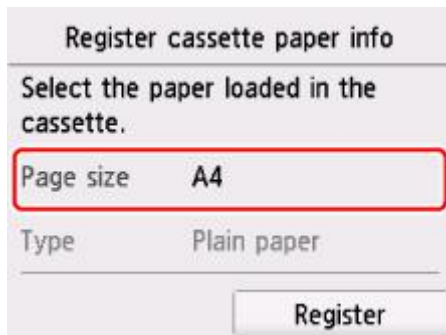 Register cassette paper info
Select the paper loaded in the
cassette.
Page size A4
Type Plain paper
Register